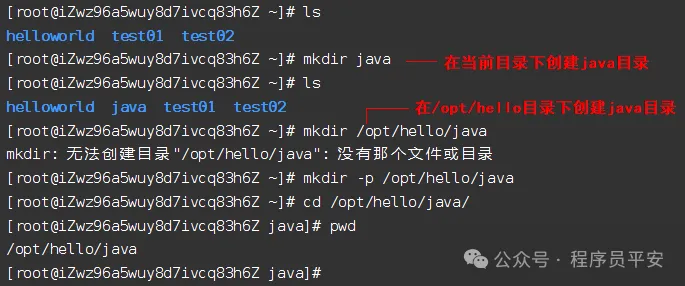 [root@iZwz96a5wuy8d7ivcq83h6Z ~]# ls
helloworld  test01  test02
[root@iZwz96a5wuy8d7ivcq83h6Z ~]# mkdir java 在当前目录下创建java目录
[root@iZwz96a5wuy8d7ivcq83h6Z ~]# ls
helloworld  java  test01  test02 在/opt/hello目录下创建java目录
[root@iZwz96a5wuy8d7ivcq83h6Z ~]# mkdir /opt/hello/java
mkdir: 无法创建目录"/opt/hello/java": 没有那个文件或目录
[root@iZwz96a5wuy8d7ivcq83h6Z ~]# mkdir -p /opt/hello/java
[root@iZwz96a5wuy8d7ivcq83h6Z ~]# cd /opt/hello/java/
[root@iZwz96a5wuy8d7ivcq83h6Z java]# pwd
/opt/hello/java
[root@iZwz96a5wuy8d7ivcq83h6Z java]#
公众号 · 程序员平安